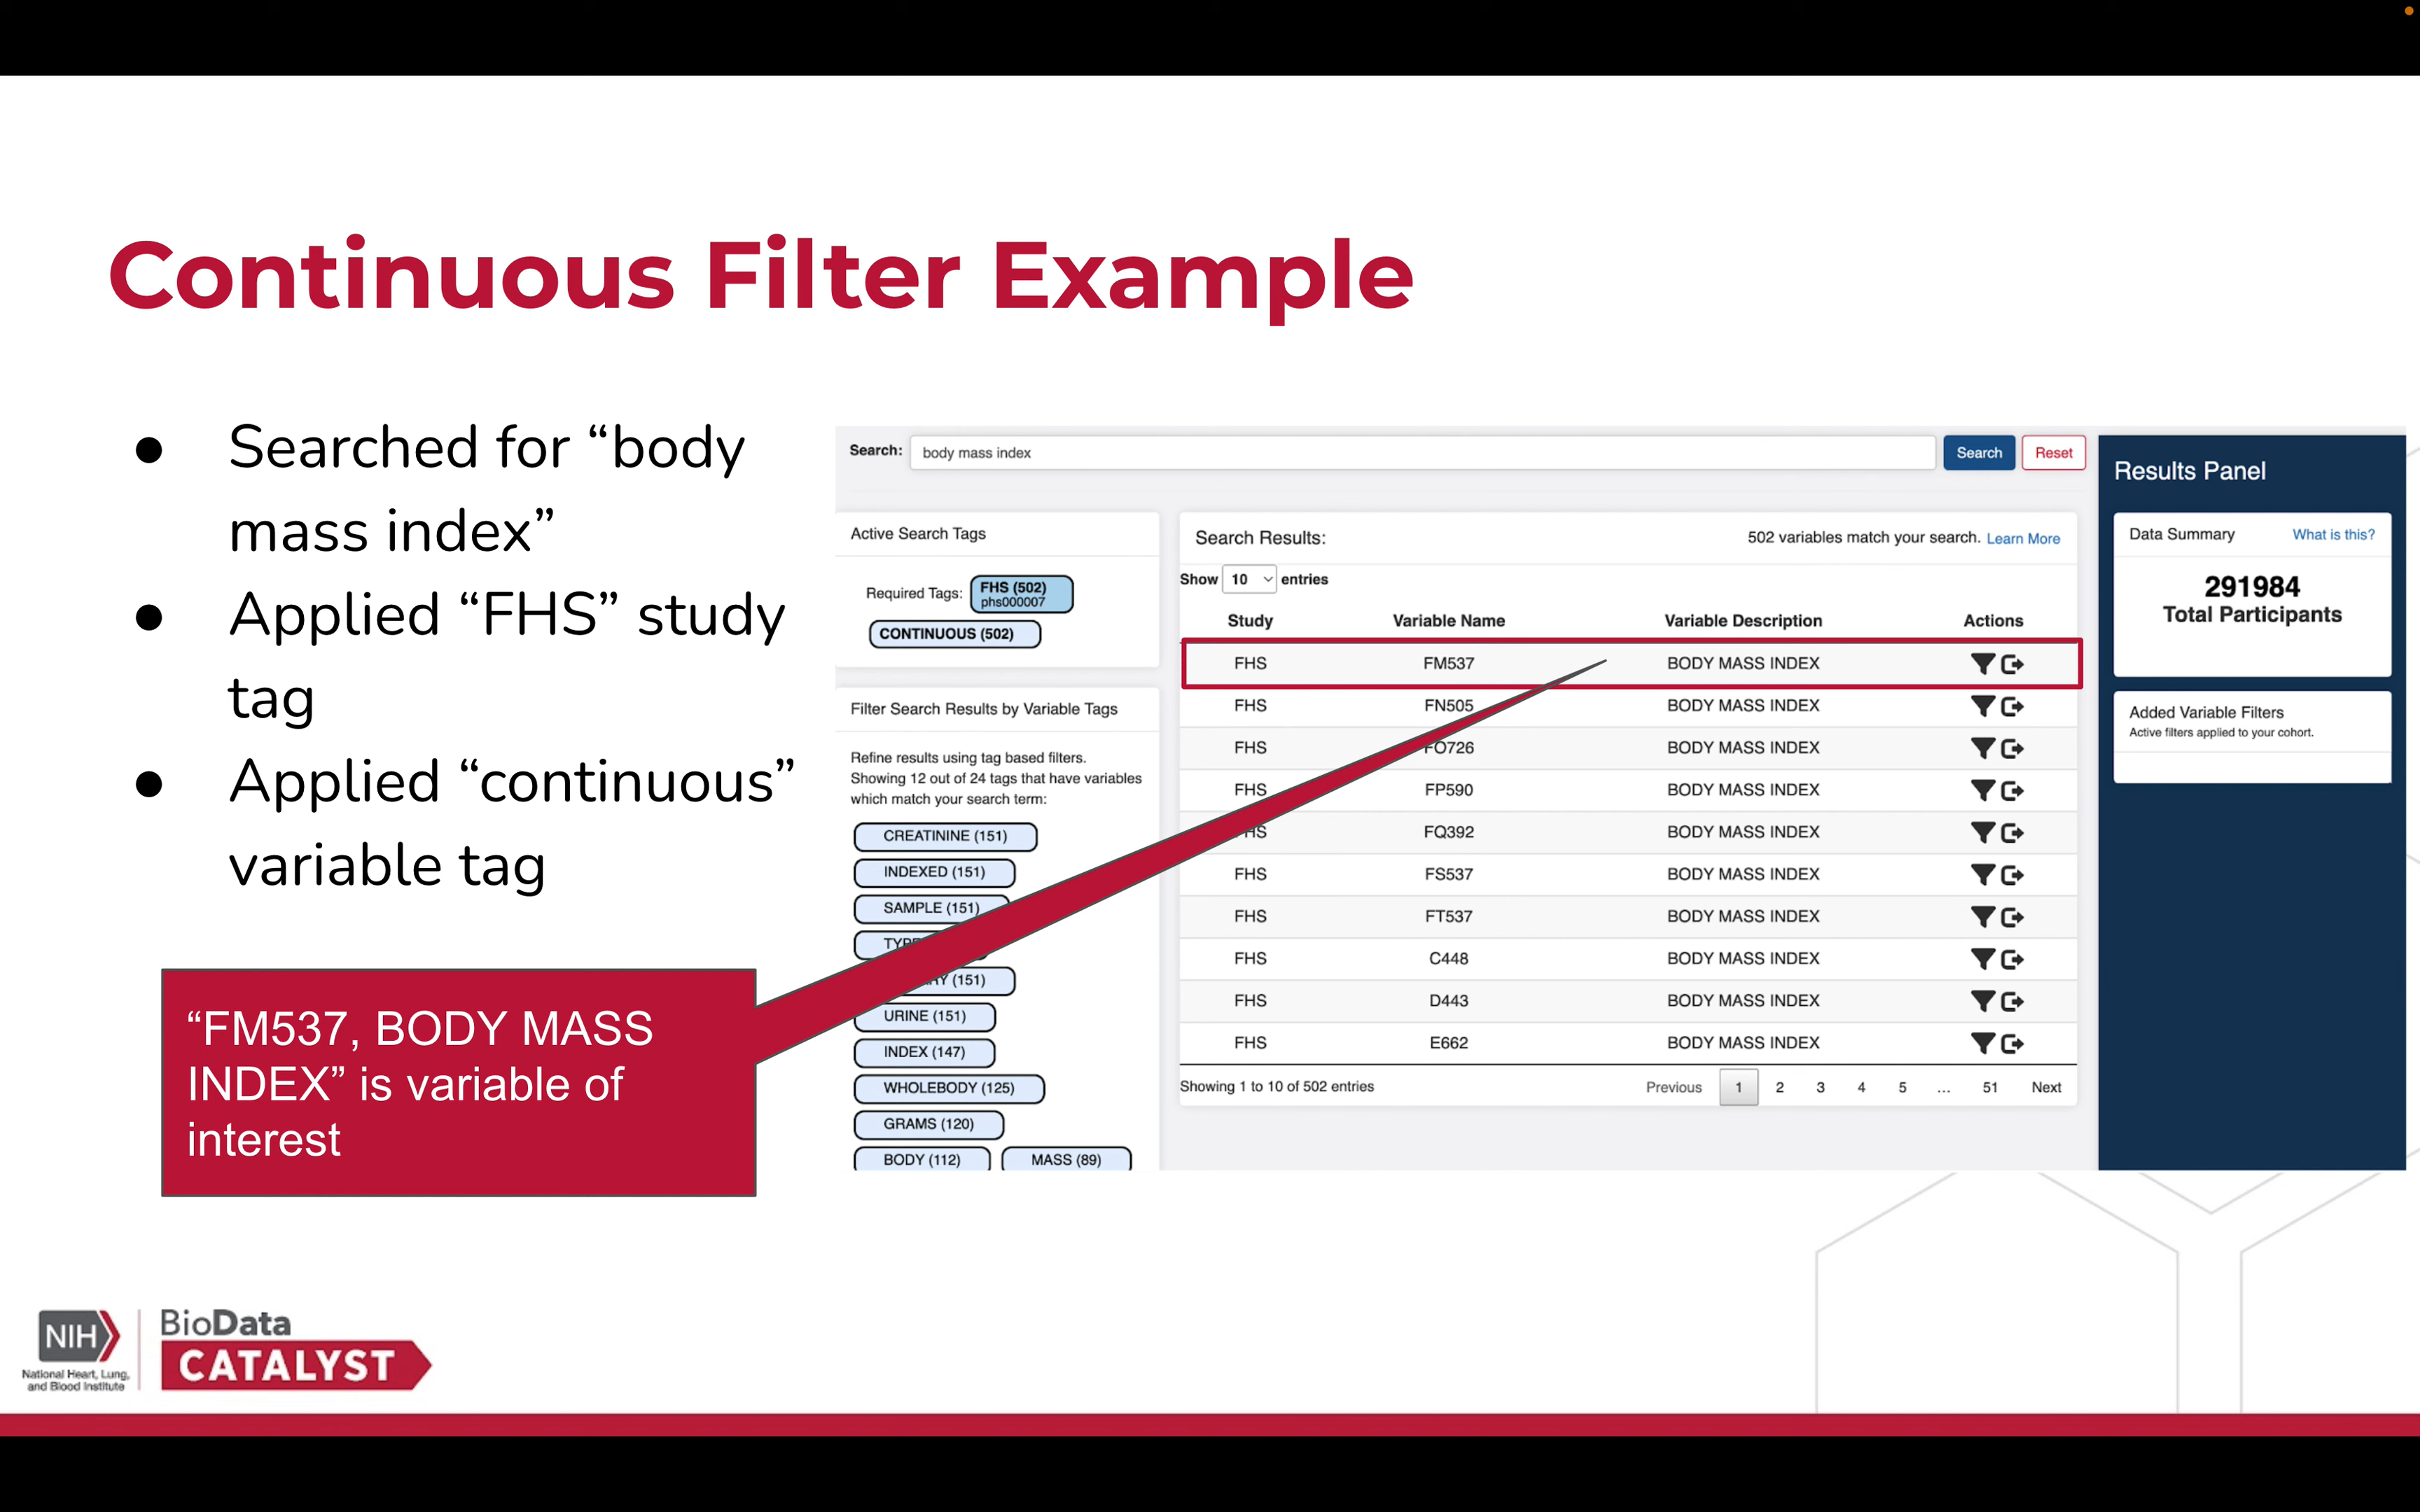 Continuous Filter Example
● Searched for “body
mass index”
● Applied “FHS” study
tag
● Applied “continuous”
variable tag
“FM537, BODY MASS
INDEX” is variable of
interest
Search: body mass index Search Reset
Active Search Tags
Required Tags: FHS (502)
phs000007
CONTINUOUS (502)
Filter Search Results by Variable Tags
Refine results using tag based filters.
Showing 12 out of 24 tags that have variables
which match your search term:
CREATININE (151)
INDEXED (151)
SAMPLE (151)
(151)
URINE (151)
INDEX (147)
WHOLEBODY (125)
GRAMS (120)
BODY (112) MASS (89)
Search Results: 502 variables match your search. Learn More
Show 10 entries
Study Variable Name Variable Description Actions
FHS FM537 BODY MASS INDEX
FHS FN505 BODY MASS INDEX
FHS FO726 BODY MASS INDEX
FHS FP590 BODY MASS INDEX
FHS FQ392 BODY MASS INDEX
FHS FS537 BODY MASS INDEX
FHS FT537 BODY MASS INDEX
FHS C448 BODY MASS INDEX
FHS D443 BODY MASS INDEX
FHS E662 BODY MASS INDEX
Showing 1 to 10 of 502 entries Previous 1 2 3 4 5 ... 51 Next
Results Panel
Data Summary What is this?
291984
Total Participants
Added Variable Filters
Active filters applied to your cohort.
NIH
National Heart, Lung,
and Blood Institute
BioData
CATALYST